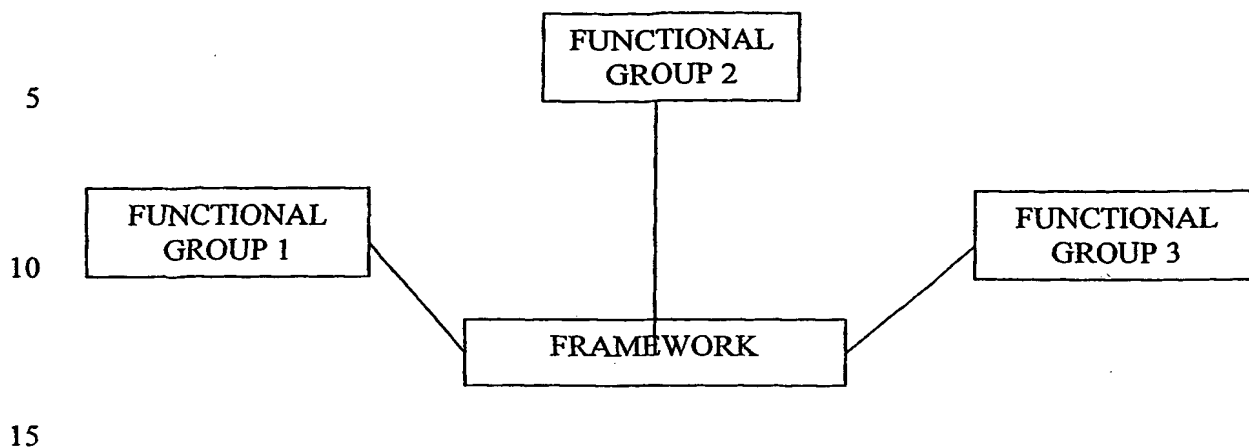 FUNCTIONAL
GROUP 2
5
FUNCTIONAL
GROUP 1
FUNCTIONAL
GROUP 3
10
FRAMEWORK
15